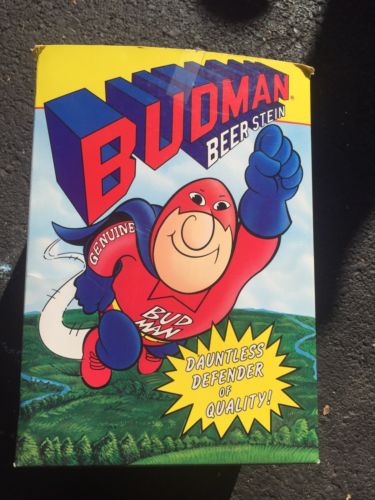 BUDMAN®
BEER STEIN
GENUINE
BUD
MAN
DAUNTLESS
DEFENDER
OF
QUALITY!